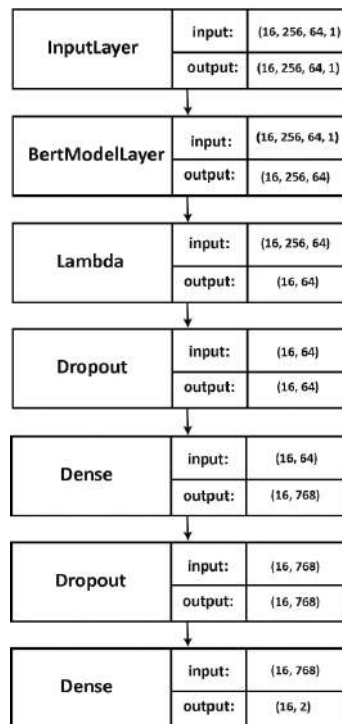 InputLayer
input: (16, 256, 64, 1)
output: (16, 256, 64, 1)
BertModelLayer
input: (16, 256, 64, 1)
output: (16, 256, 64)
Lambda
input: (16, 256, 64)
output: (16, 64)
Dropout
input: (16, 64)
output: (16, 64)
Dense
input: (16, 64)
output: (16, 768)
Dropout
input: (16, 768)
output: (16, 768)
Dense
input: (16, 768)
output: (16, 2)